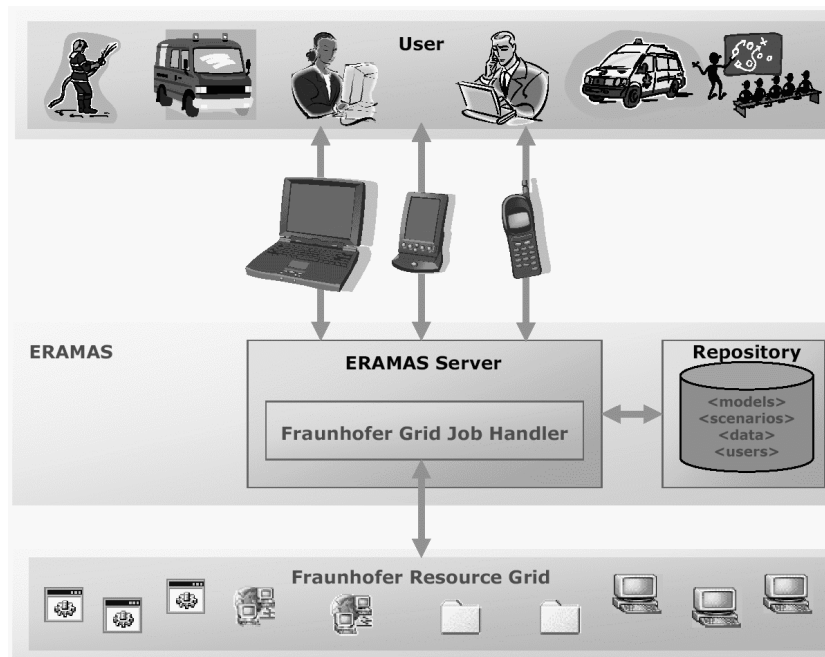 User
ERAMAS
ERAMAS Server
Fraunhofer Grid Job Handler
Repository
<models>
<scenarios>
<data>
<users>
Fraunhofer Resource Grid